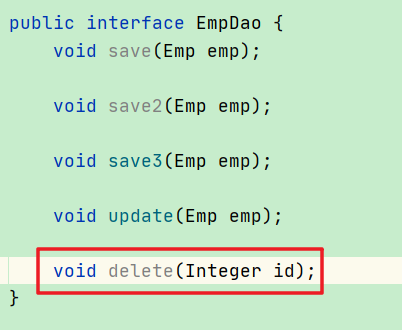 public interface EmpDao {
void save(Emp emp);
void save2(Emp emp);
void save3(Emp emp);
void update(Emp emp);
void delete(Integer id);
}